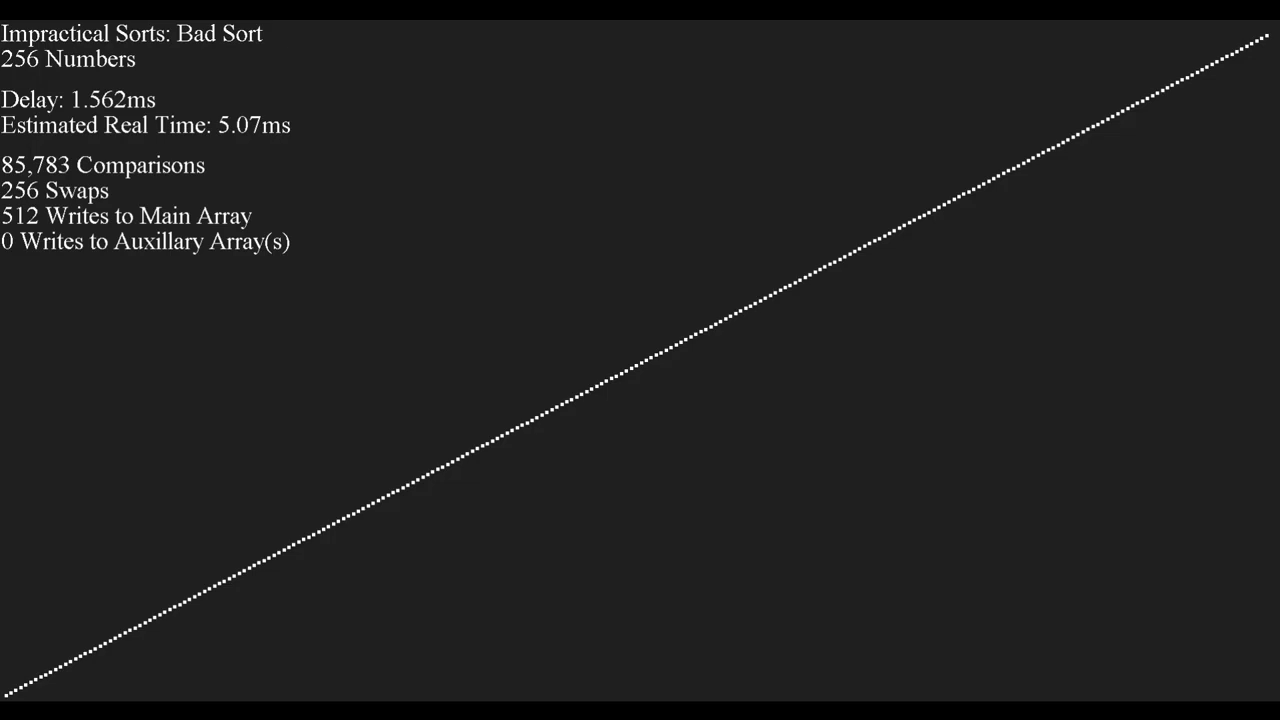 Impractical Sorts: Bad Sort
256 Numbers
Delay: 1.562ms
Estimated Real Time: 5.07ms
85,783 Comparisons
256 Swaps
512 Writes to Main Array
0 Writes to Auxillary Array(s)